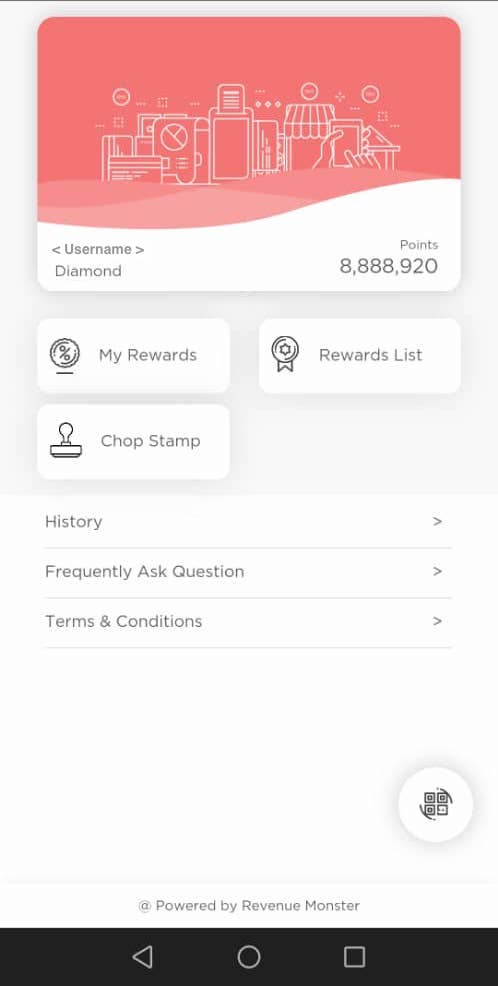 < Username >
Diamond
Points
8,888,920
My Rewards
Rewards List
Chop Stamp
History >
Frequently Ask Question >
Terms & Conditions >
@ Powered by Revenue Monster